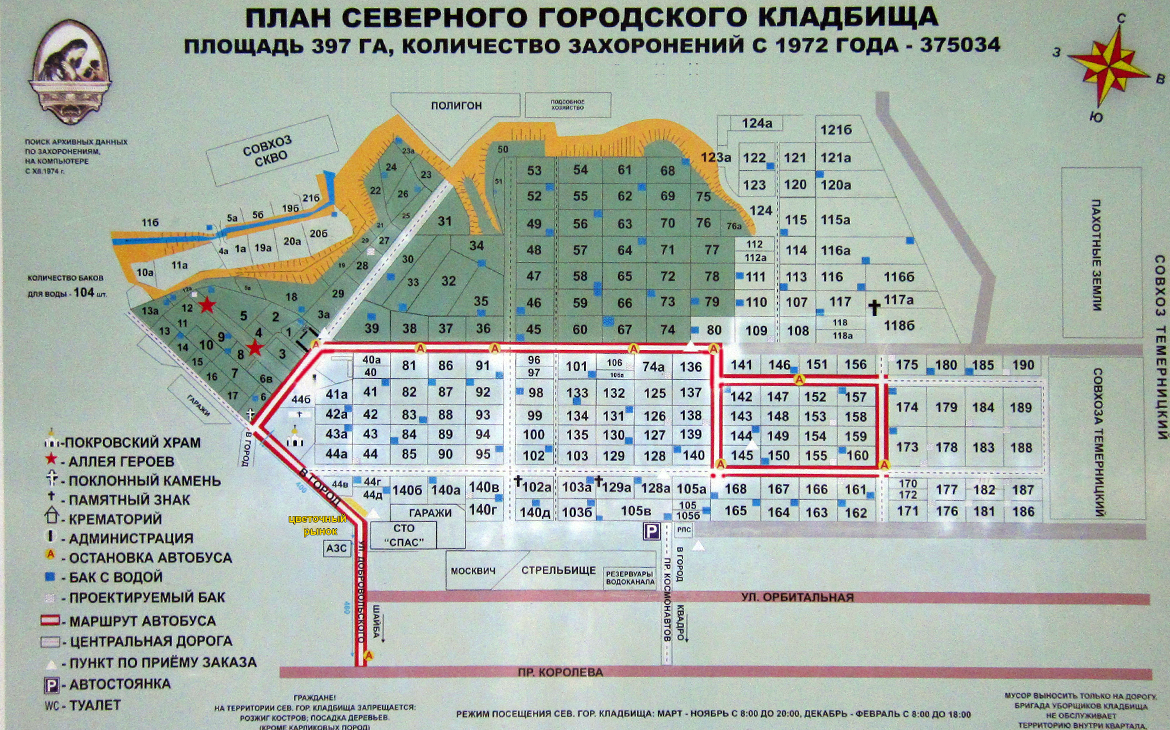 ПЛАН СЕВЕРНОГО ГОРОДСКОГО КЛАДБИЩА
ПЛОЩАДЬ 397 ГА, КОЛИЧЕСТВО ЗАХОРОНЕНИЙ С 1972 ГОДА - 375034
С
З
В
Ю
ПОИСК АРХИВНЫХ ДАННЫХ
ПО ЗАХОРОНЕНИЯМ,
НА КОМПЬЮТЕРЕ
С XII.1974 г.
СОВХОЗ
СКВО
ПОЛИГОН
ПОДСОБНОЕ
ХОЗЯЙСТВО
ПАХОТНЫЕ ЗЕМЛИ
СОВХОЗ ТЕМЕРНИЦКИЙ
СОВХОЗА ТЕМЕРНИЦКИЙ
КОЛИЧЕСТВО БАКОВ
ДЛЯ ВОДЫ - 104 шт.
124а 121б
123а 122 121 121а
123 120 120а
124 115 115а
112 114 116а
112а
111 113 116 116б
110 107 117 117а
109 108 118 118б
118а
50 51
53 54 61 68
52 55 62 69 75
49 56 63 70 76 76а
48 57 64 71 77
47 58 65 72 78
46 59 66 73 79
45 60 67 74 80
23а 24 23 22 26 21 25 27 29
31 34 30 32 33 35 28 19 29 18
39 38 37 36
11б 5а 5б 19б 21б
4а 1а 19а 20а 20б
10а 11а
13а 12 12а 5 2 3а
13 11 4 1
14 10 9 8 3
15 7
16 6в
17 6
ГАРАЖИ
40а 81 86 91 96 101 106 74а 136
40 97 105а
41а 41 82 87 92 98 133 132 125 137
44б
42а 42 83 88 93 99 134 131 126 138
43а 43 84 89 94 100 135 130 127 139
44а 44 85 90 95 102 103 129 128 140
141 146 151 156 175 180 185 190
142 147 152 157 174 179 184 189
143 148 153 158
144 149 154 159 173 178 183 188
145 150 155 160
44в 44г 44д 140б 140а 140в 102а 103а 129а 128а 105а 168 167 166 161 170 177 182 187
172
140г 140д 103б 105в 105 105б 165 164 163 162 171 176 181 186
ГАРАЖИ
В ГОРОД
В ГОРОД
450
цветочный
рынок
АЗС
СТО
"СПАС"
P
РЛС
В ГОРОД
МОСКВИЧ
СТРЕЛЬБИЩЕ
РЕЗЕРВУАРЫ
ВОДОКАНАЛА
УЛ. ДОБРОВОЛЬСКОГО
460
ШАЙБА
ПР. КОСМОНАВТОВ
КВАДРО
УЛ. ОРБИТАЛЬНАЯ
ПР. КОРОЛЕВА
-ПОКРОВСКИЙ ХРАМ
- АЛЛЕЯ ГЕРОЕВ
- ПОКЛОННЫЙ КАМЕНЬ
- ПАМЯТНЫЙ ЗНАК
- КРЕМАТОРИЙ
- АДМИНИСТРАЦИЯ
А - ОСТАНОВКА АВТОБУСА
- БАК С ВОДОЙ
- ПРОЕКТИРУЕМЫЙ БАК
- МАРШРУТ АВТОБУСА
- ЦЕНТРАЛЬНАЯ ДОРОГА
- ПУНКТ ПО ПРИЁМУ ЗАКАЗА
P - АВТОСТОЯНКА
WC - ТУАЛЕТ
ГРАЖДАНЕ!
НА ТЕРРИТОРИИ СЕВ. ГОР. КЛАДБИЩА ЗАПРЕЩАЕТСЯ:
РОЗЖИГ КОСТРОВ; ПОСАДКА ДЕРЕВЬЕВ.
(КРОМЕ КАРЛИКОВЫХ ПОРОД)
РЕЖИМ ПОСЕЩЕНИЯ СЕВ. ГОР. КЛАДБИЩА: МАРТ - НОЯБРЬ С 8:00 ДО 20:00, ДЕКАБРЬ - ФЕВРАЛЬ С 8:00 ДО 18:00
МУСОР ВЫНОСИТЬ ТОЛЬКО НА ДОРОГУ.
БРИГАДА УБОРЩИКОВ КЛАДБИЩА
НЕ ОБСЛУЖИВАЕТ
ТЕРРИТОРИЮ ВНУТРИ КВАРТАЛА.